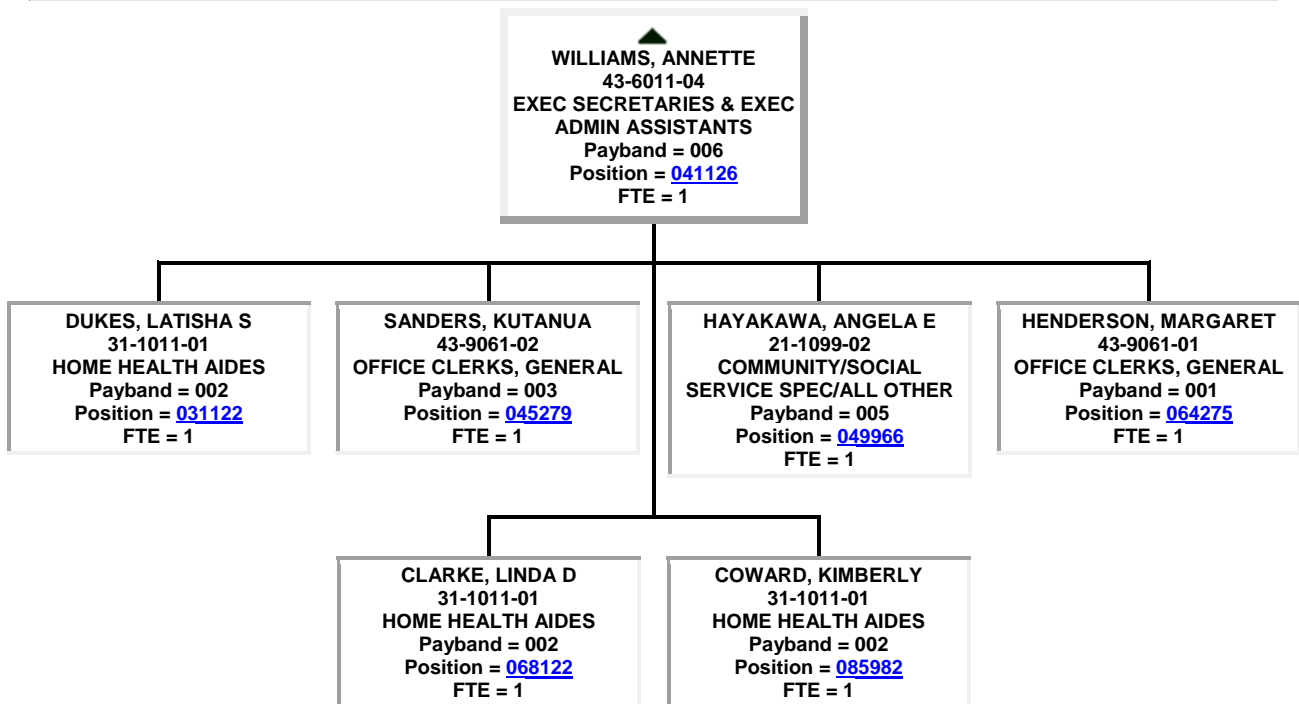 WILLIAMS, ANNETTE
43-6011-04
EXEC SECRETARIES & EXEC
ADMIN ASSISTANTS
Payband = 006
Position = 041126
FTE = 1
DUKES, LATISHA S
31-1011-01
HOME HEALTH AIDES
Payband = 002
Position = 031122
FTE = 1
SANDERS, KUTANUA
43-9061-02
OFFICE CLERKS, GENERAL
Payband = 003
Position = 045279
FTE = 1
HAYAKAWA, ANGELA E
21-1099-02
COMMUNITY/SOCIAL
SERVICE SPEC/ALL OTHER
Payband = 005
Position = 049966
FTE = 1
HENDERSON, MARGARET
43-9061-01
OFFICE CLERKS, GENERAL
Payband = 001
Position = 064275
FTE = 1
CLARKE, LINDA D
31-1011-01
HOME HEALTH AIDES
Payband = 002
Position = 068122
FTE = 1
COWARD, KIMBERLY
31-1011-01
HOME HEALTH AIDES
Payband = 002
Position = 085982
FTE = 1